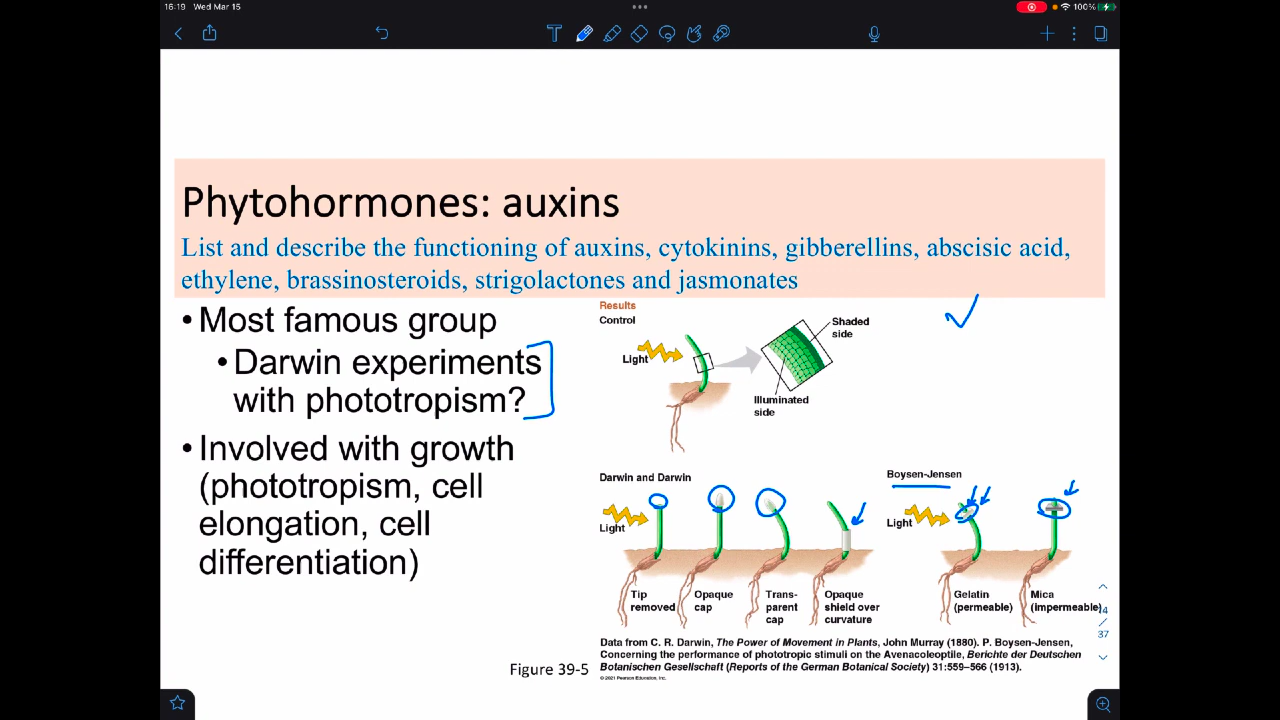 16:19 Wed Mar 15
100%
Phytohormones: auxins
List and describe the functioning of auxins, cytokinins, gibberellins, abscisic acid,
ethylene, brassinosteroids, strigolactones and jasmonates
• Most famous group
• Darwin experiments
with phototropism?
• Involved with growth
(phototropism, cell
elongation, cell
differentiation)
Results
Control
Light
Shaded
side
Illuminated
side
Darwin and Darwin
Light
Tip
removed
Opaque
cap
Trans-
parent
cap
Opaque
shield over
curvature
Boysen-Jensen
Light
Gelatin
(permeable)
Mica
(impermeable)
14
/
37
Data from C. R. Darwin, The Power of Movement in Plants, John Murray (1880). P. Boysen-Jensen,
Concerning the performance of phototropic stimuli on the Avenacoleoptile, Berichte der Deutschen
Botanischen Gesellschaft (Reports of the German Botanical Society) 31:559–566 (1913).
© 2021 Pearson Education, Inc.
Figure 39-5